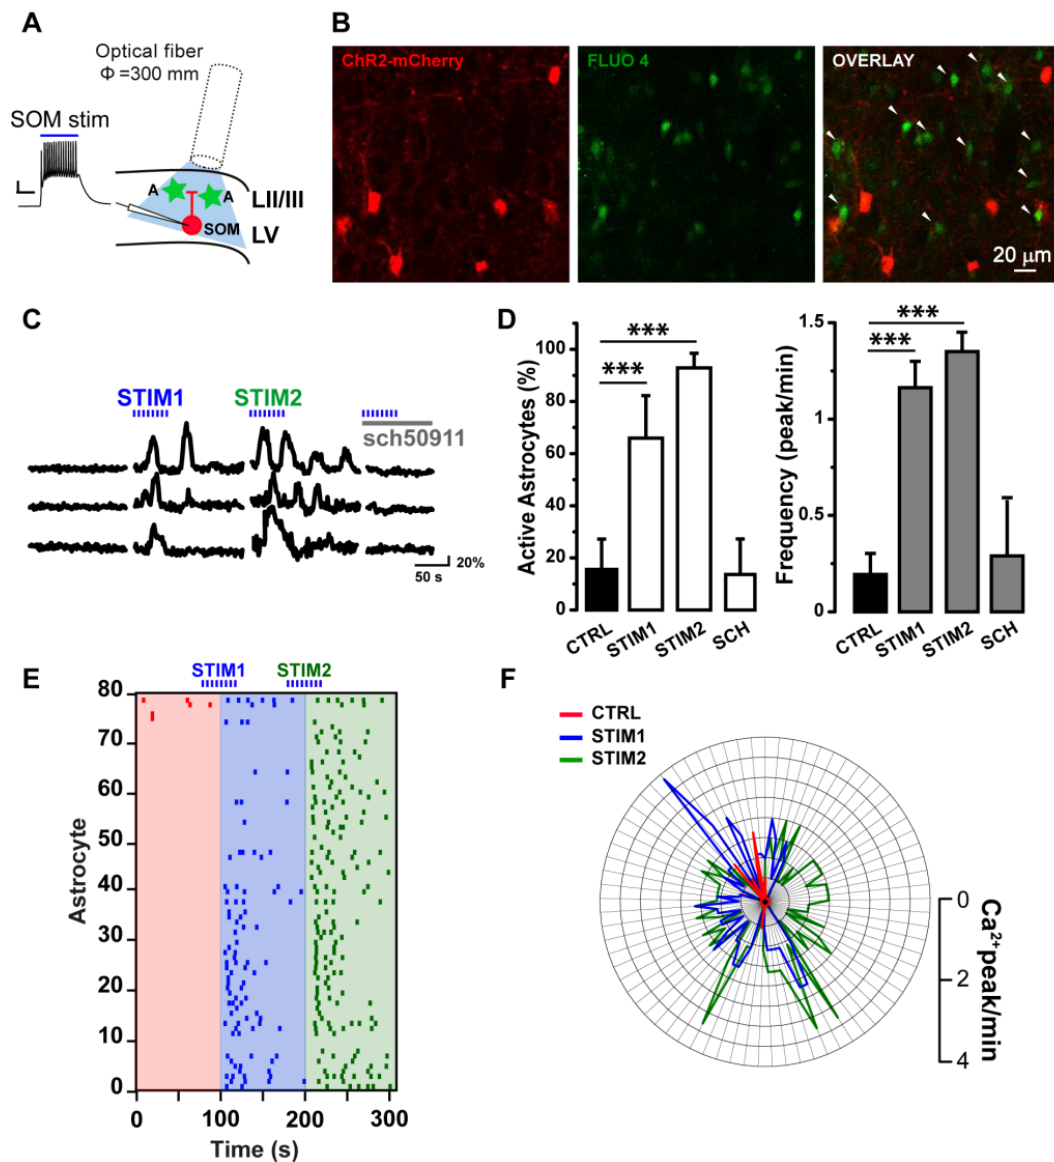 A
Optical fiber
Φ =300 mm
SOM stim
A
A
LII/III
SOM
LV
B
ChR2-mCherry
FLUO 4
OVERLAY
20 μm
C
STIM1
STIM2
sch50911
50 s
20%
D
***
***
Active Astrocytes (%)
100
80
60
40
20
0
CTRL
STIM1
STIM2
SCH
***
***
Frequency (peak/min)
1.5
1
0.5
0
CTRL
STIM1
STIM2
SCH
E
STIM1
STIM2
Astrocyte
80
70
60
50
40
30
20
10
0
0
100
200
300
Time (s)
F
CTRL
STIM1
STIM2
0
2
4
Ca²⁺peak/min